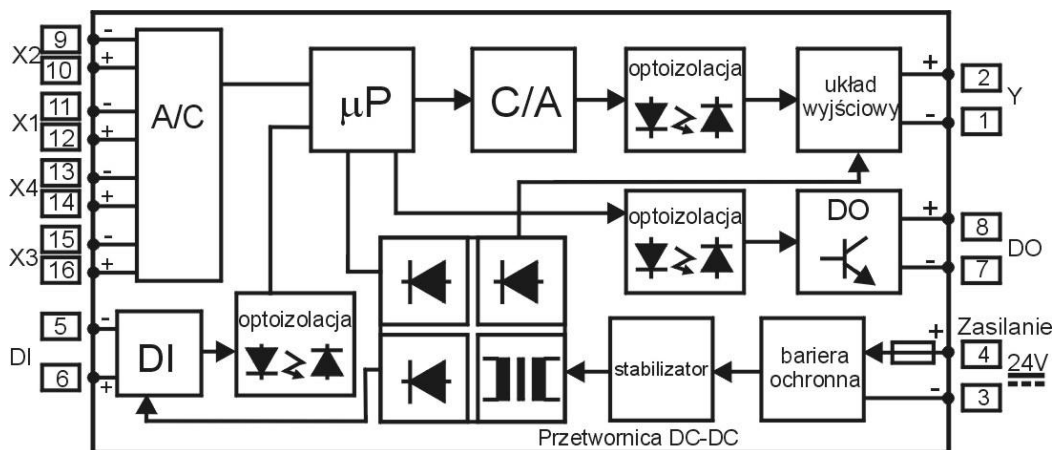 X2
9
-
10
+
X1
11
-
12
+
X4
13
-
14
+
X3
15
-
16
+
A/C
µP
C/A
optoizolacja
układ
wyjściowy
+
2
Y
-
1
optoizolacja
DO
+
8
DO
-
7
DI
5
-
6
+
DI
optoizolacja
stabilizator
bariera
ochronna
Zasilanie
+
4
24V
-
3
Przetwornica DC-DC